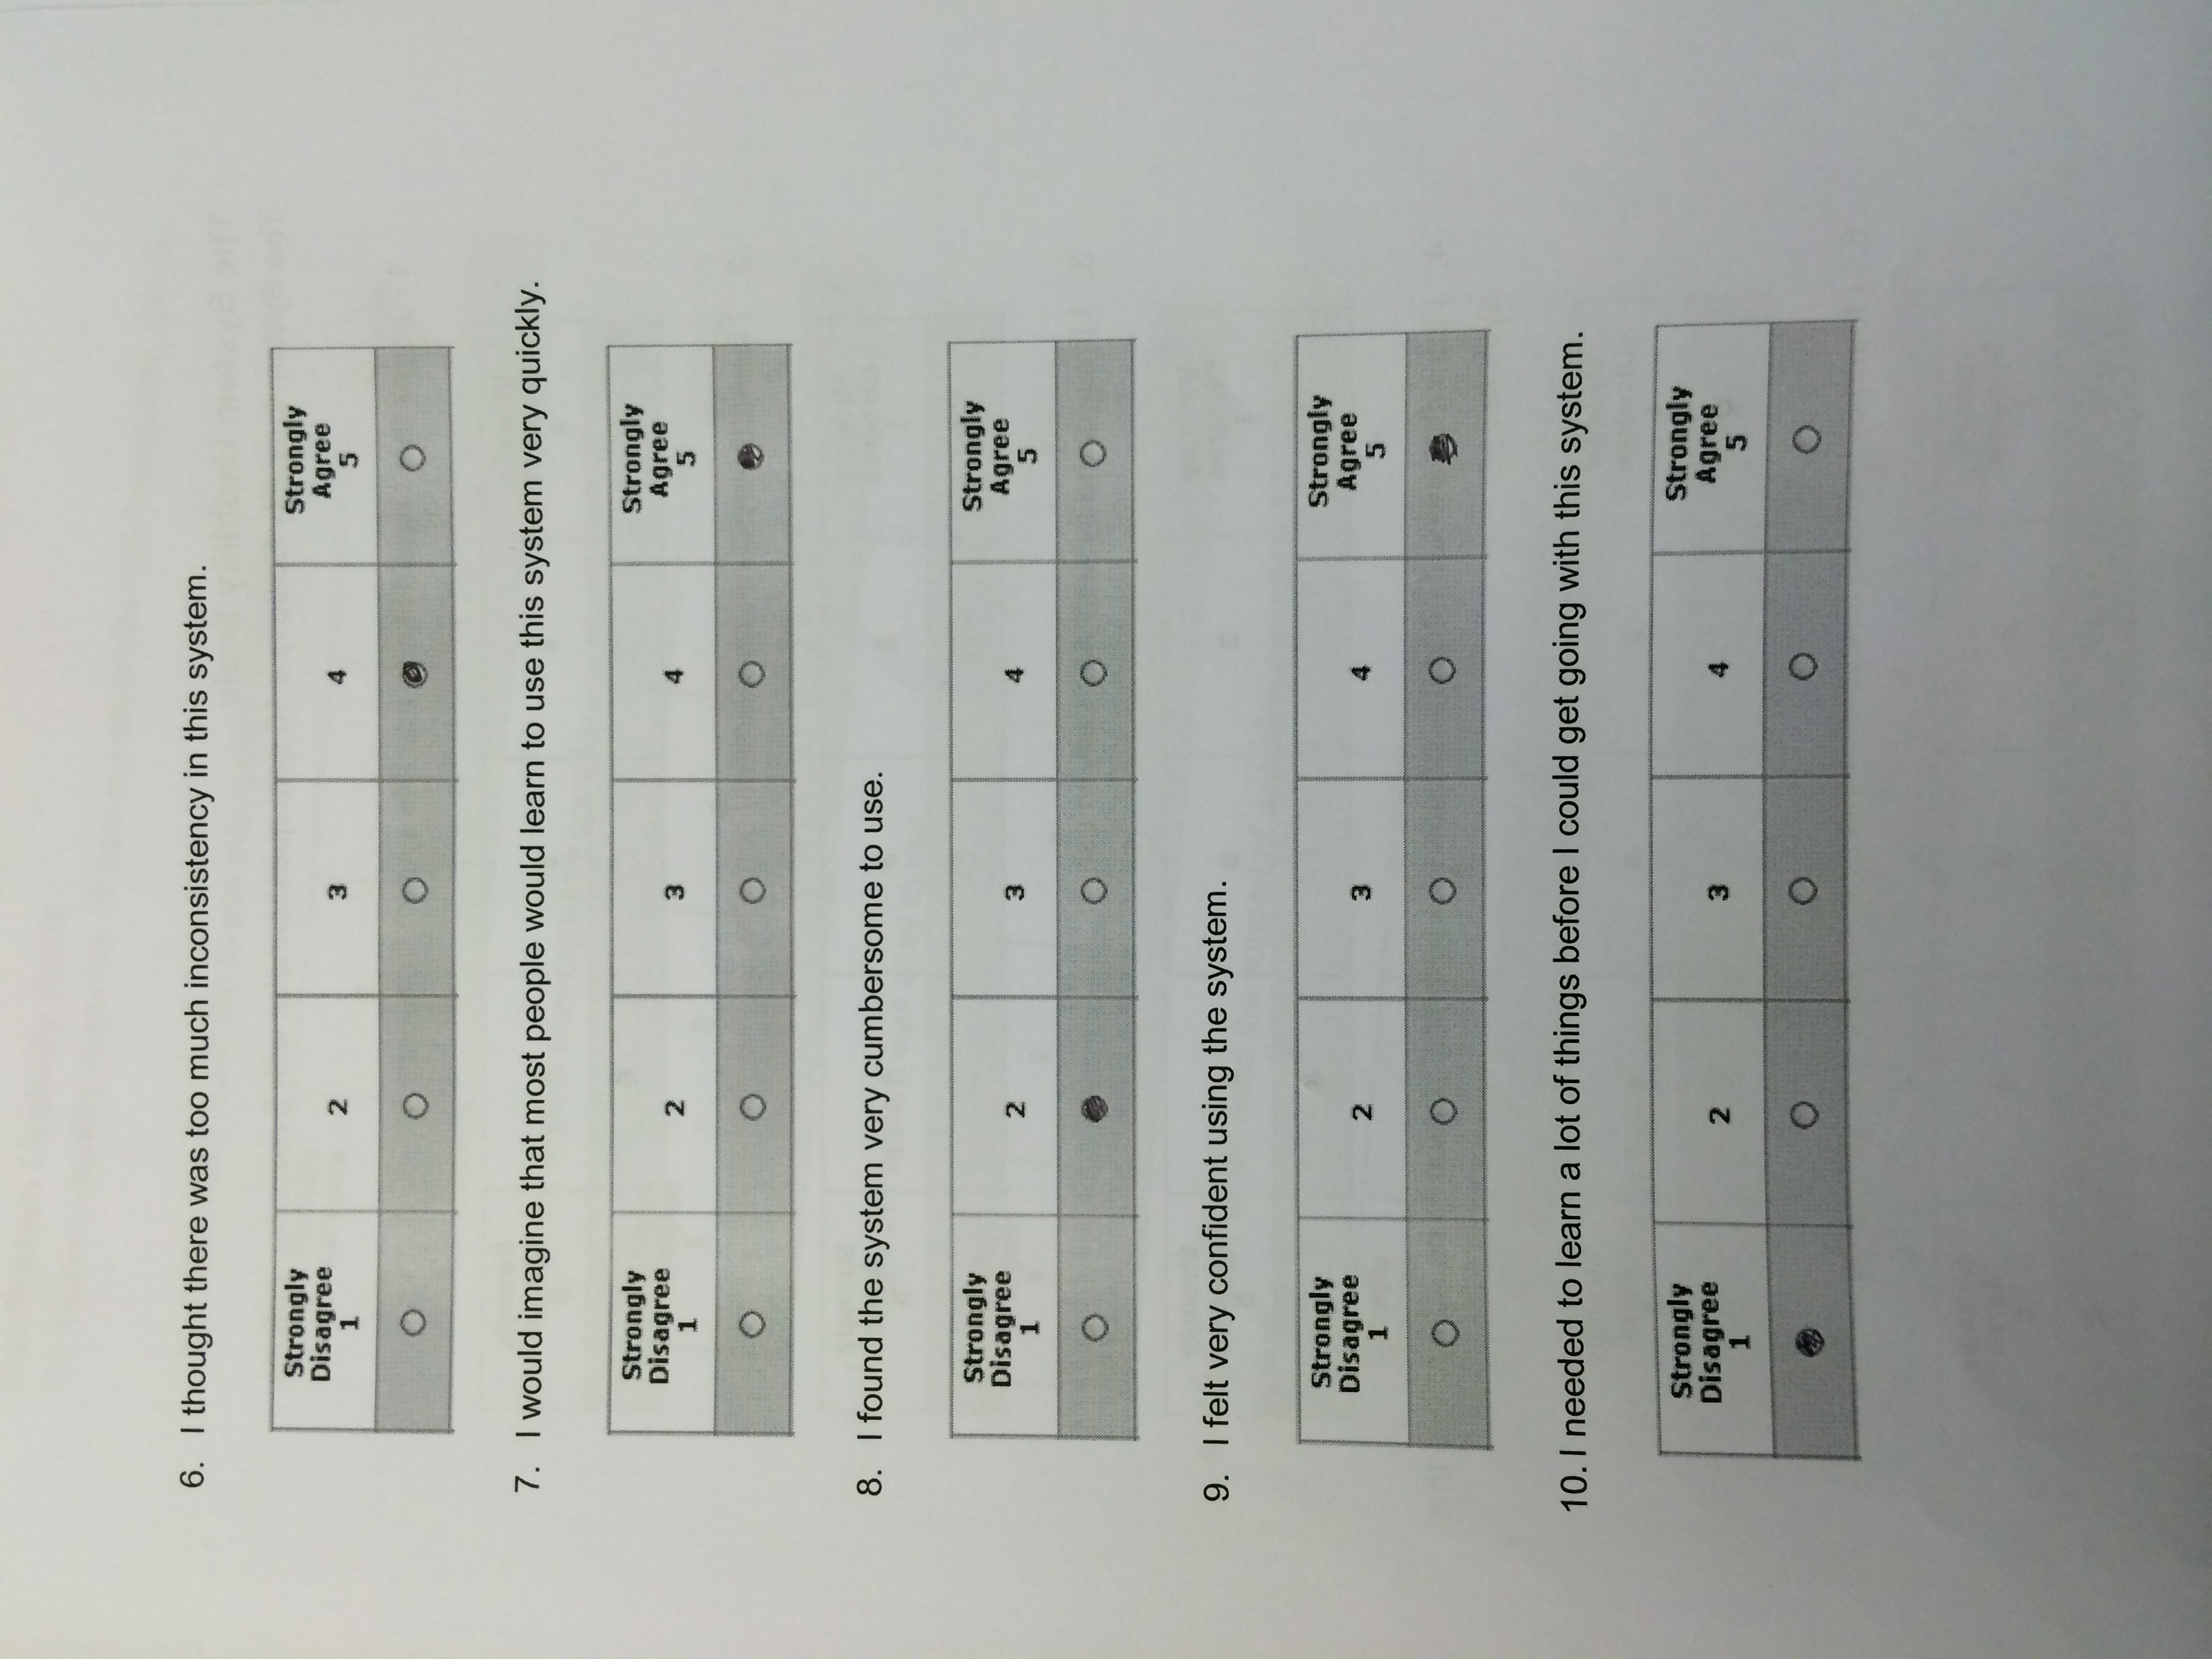 6. I thought there was too much inconsistency in this system.
Strongly Disagree 1 2 3 4 Strongly Agree 5
7. I would imagine that most people would learn to use this system very quickly.
Strongly Disagree 1 2 3 4 Strongly Agree 5
8. I found the system very cumbersome to use.
Strongly Disagree 1 2 3 4 Strongly Agree 5
9. I felt very confident using the system.
Strongly Disagree 1 2 3 4 Strongly Agree 5
10. I needed to learn a lot of things before I could get going with this system.
Strongly Disagree 1 2 3 4 Strongly Agree 5